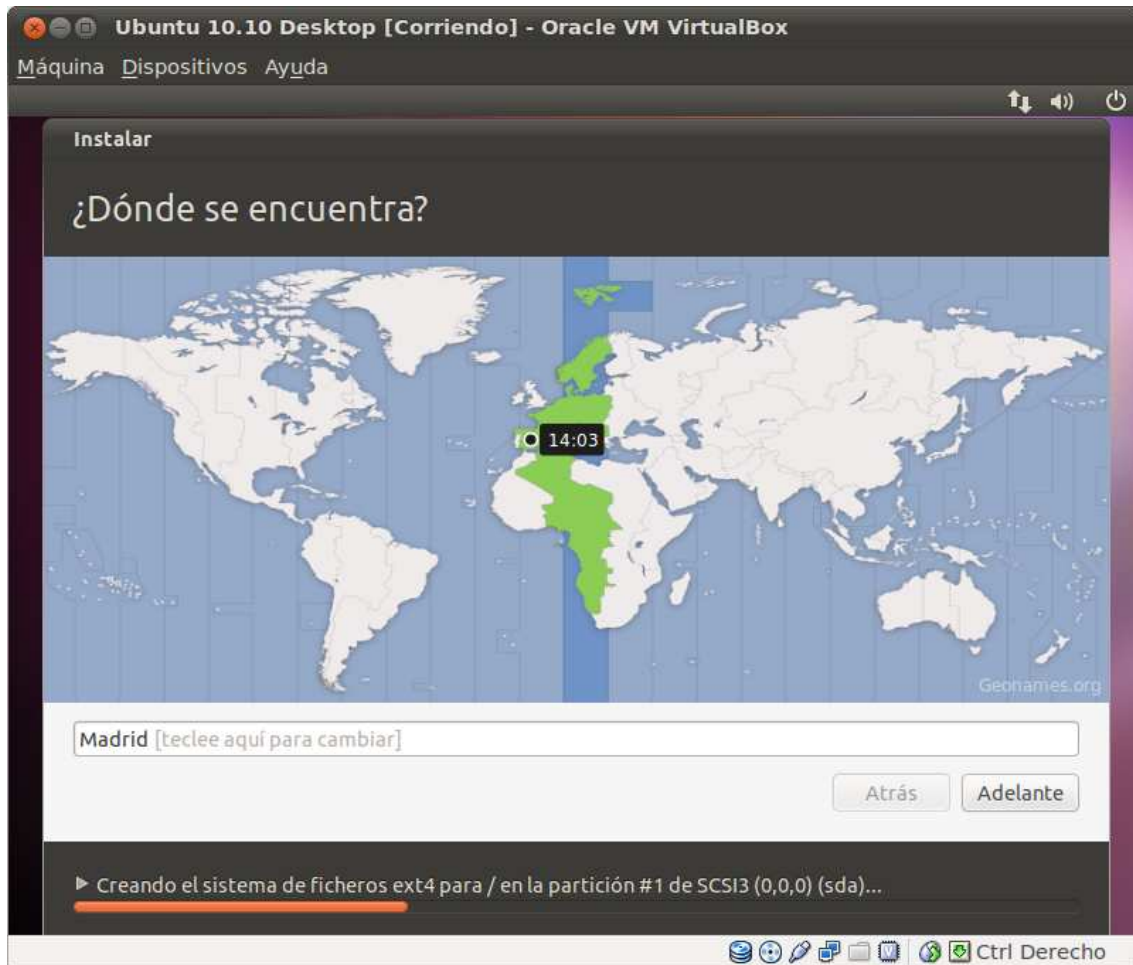 Ubuntu 10.10 Desktop [Corriendo] - Oracle VM VirtualBox
Máquina Dispositivos Ayuda
Instalar
¿Dónde se encuentra?
14:03
Geonames.org
Madrid [teclee aquí para cambiar]
Atrás Adelante
Creando el sistema de ficheros ext4 para / en la partición #1 de SCSI3 (0,0,0) (sda)...
Ctrl Derecho